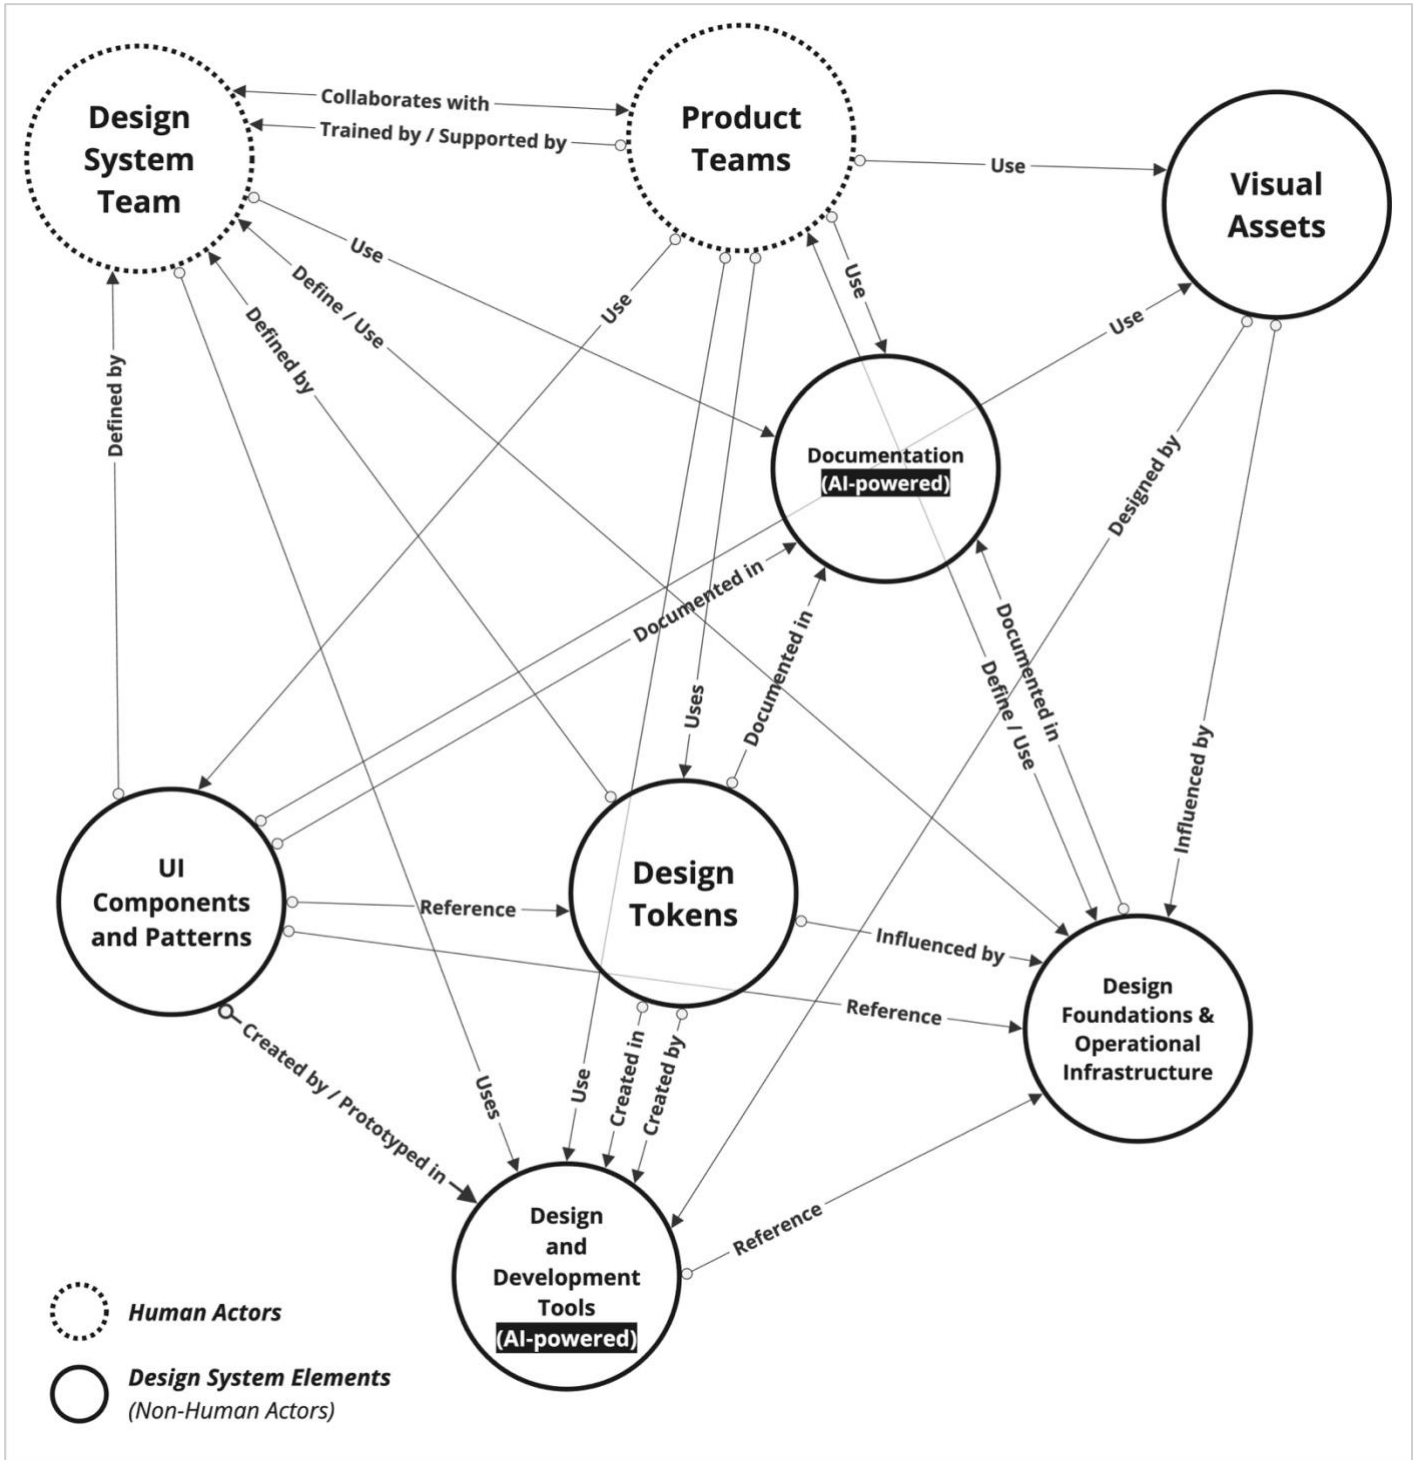 Design
System
Team
Collaborates with
Trained by / Supported by
Product
Teams
Use
Visual
Assets
Use
Define / Use
Defined by
Defined by
Use
Use
Use
Documentation
(AI-powered)
Designed by
Documented in
Documented in
Documented in
Define / Use
Uses
Influenced by
UI
Components
and Patterns
Reference
Design
Tokens
Influenced by
Reference
Design
Foundations &
Operational
Infrastructure
Created by / Prototyped in
Uses
Use
Created in
Created by
Reference
Design
and
Development
Tools
(AI-powered)
Human Actors
Design System Elements
(Non-Human Actors)